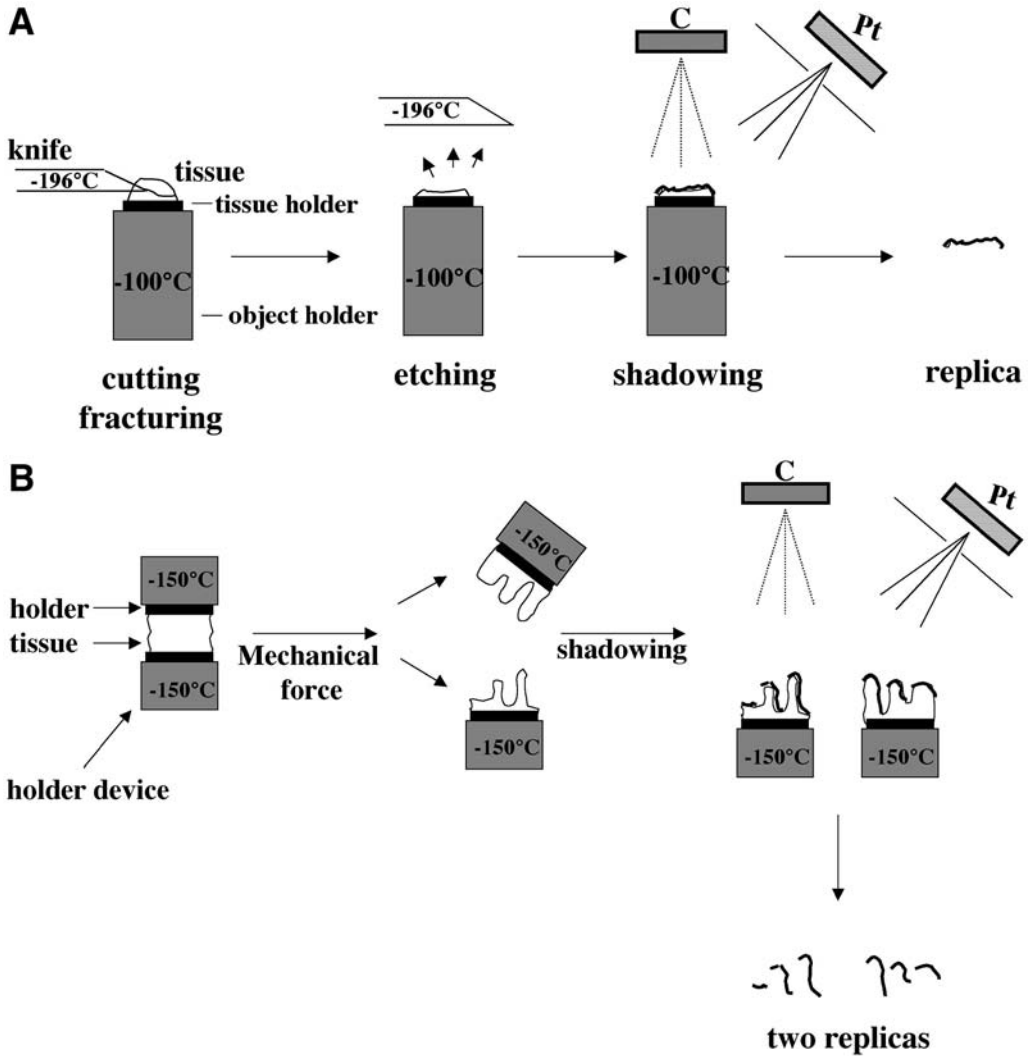 A
C
Pt
-196°C
knife
tissue
-196°C
tissue holder
-100°C
-100°C
-100°C
object holder
cutting
fracturing
etching
shadowing
replica
B
C
Pt
-150°C
-150°C
holder
tissue
Mechanical
force
shadowing
-150°C
-150°C
-150°C
-150°C
holder device
two replicas